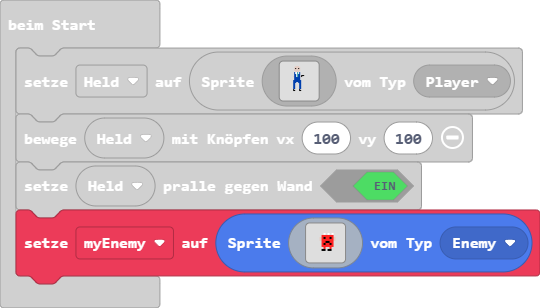 beim Start
setze Held auf Sprite vom Typ Player
bewege Held mit Knöpfen vx 100 vy 100
setze Held pralle gegen Wand EIN
setze myEnemy auf Sprite vom Typ Enemy